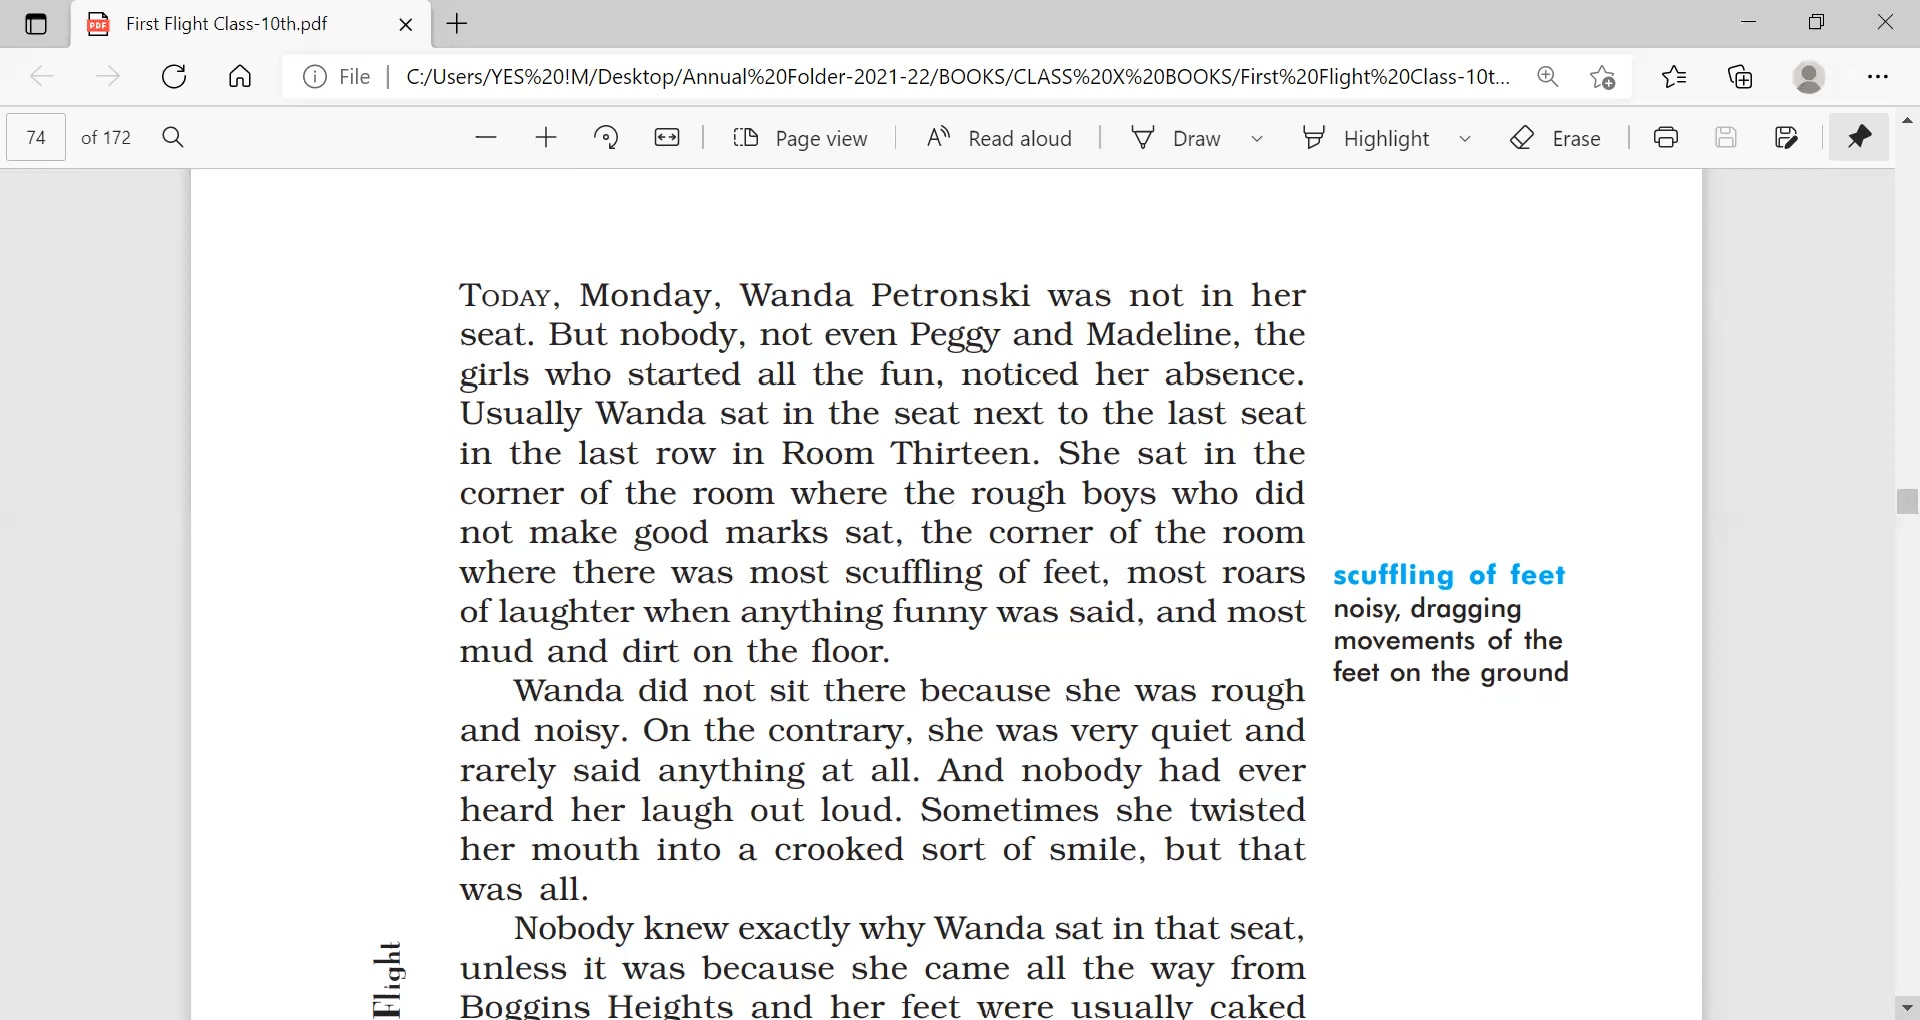 First Flight Class-10th.pdf
File
C:/Users/YES%20!M/Desktop/Annual%20Folder-2021-22/BOOKS/CLASS%20X%20BOOKS/First%20Flight%20Class-10t...
74 of 172
Page view
Read aloud
Draw
Highlight
Erase
TODAY, Monday, Wanda Petronski was not in her
seat. But nobody, not even Peggy and Madeline, the
girls who started all the fun, noticed her absence.
Usually Wanda sat in the seat next to the last seat
in the last row in Room Thirteen. She sat in the
corner of the room where the rough boys who did
not make good marks sat, the corner of the room
where there was most scuffling of feet, most roars
of laughter when anything funny was said, and most
mud and dirt on the floor.
scuffling of feet
noisy, dragging
movements of the
feet on the ground
Wanda did not sit there because she was rough
and noisy. On the contrary, she was very quiet and
rarely said anything at all. And nobody had ever
heard her laugh out loud. Sometimes she twisted
her mouth into a crooked sort of smile, but that
was all.
Nobody knew exactly why Wanda sat in that seat,
unless it was because she came all the way from
Boggins Heights and her feet were usually caked
Flight